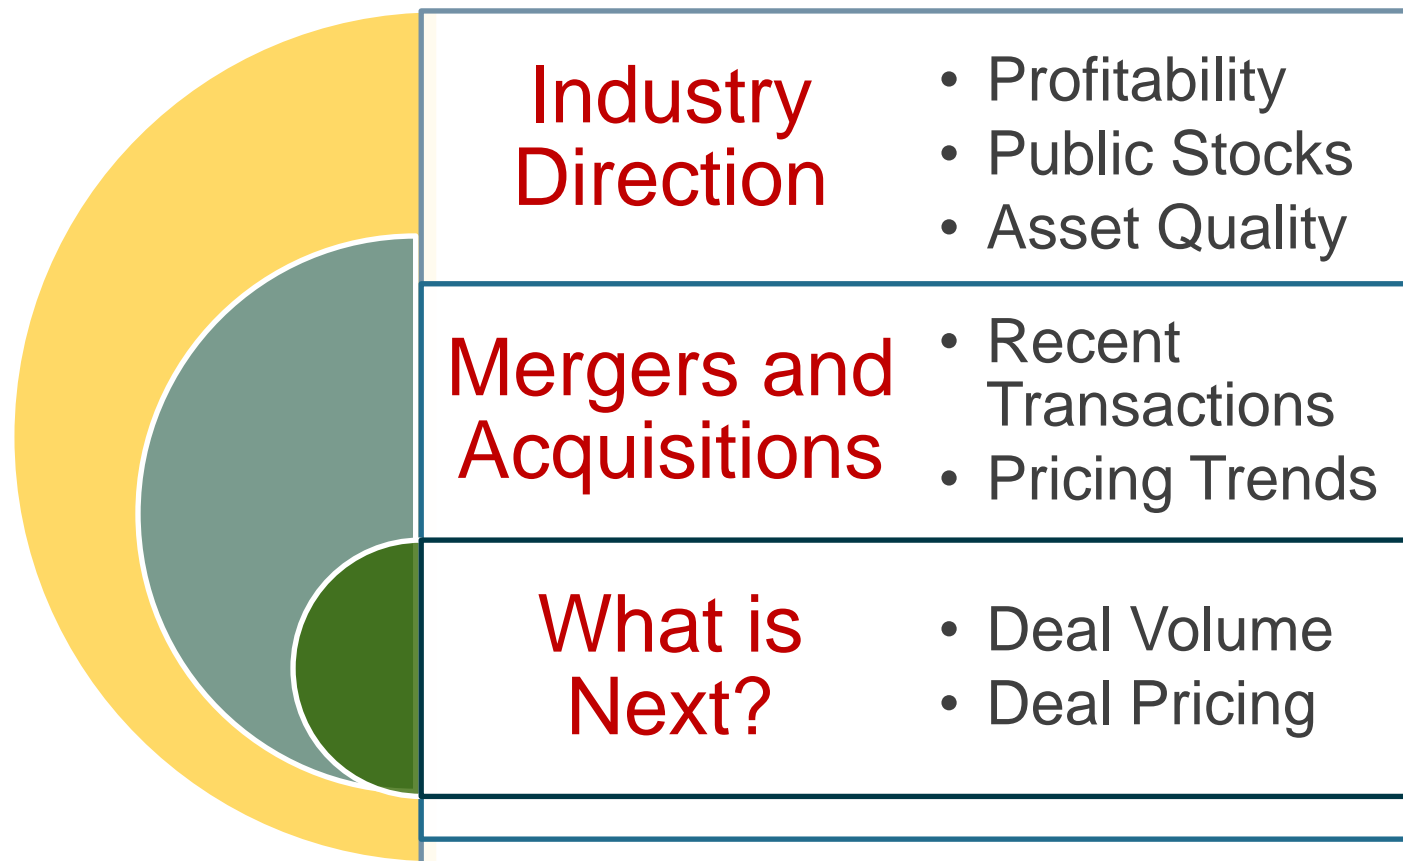 Industry
Direction
• Profitability
• Public Stocks
• Asset Quality
Mergers and
Acquisitions
• Recent
Transactions
• Pricing Trends
What is
Next?
• Deal Volume
• Deal Pricing